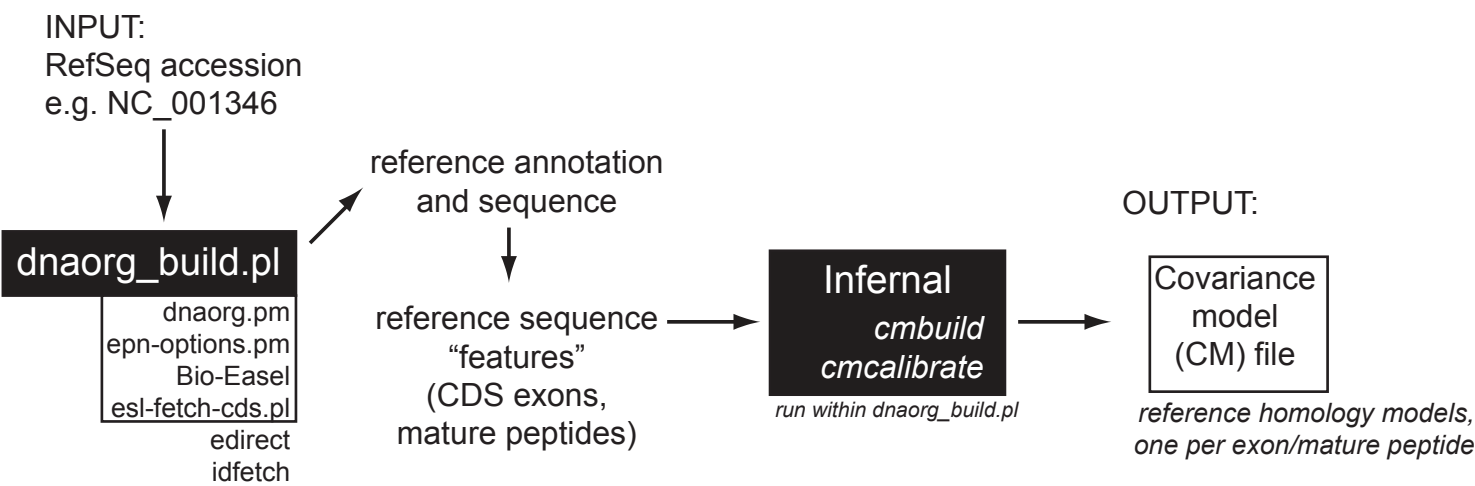 INPUT:
RefSeq accession
e.g. NC_001346
dnaorg_build.pl
dnaorg.pm
epn-options.pm
Bio-Easel
esl-fetch-cds.pl
edirect
idfetch
reference annotation
and sequence
reference sequence
“features”
(CDS exons,
mature peptides)
Infernal
cmbuild
cmcalibrate
run within dnaorg_build.pl
OUTPUT:
Covariance
model
(CM) file
reference homology models,
one per exon/mature peptide